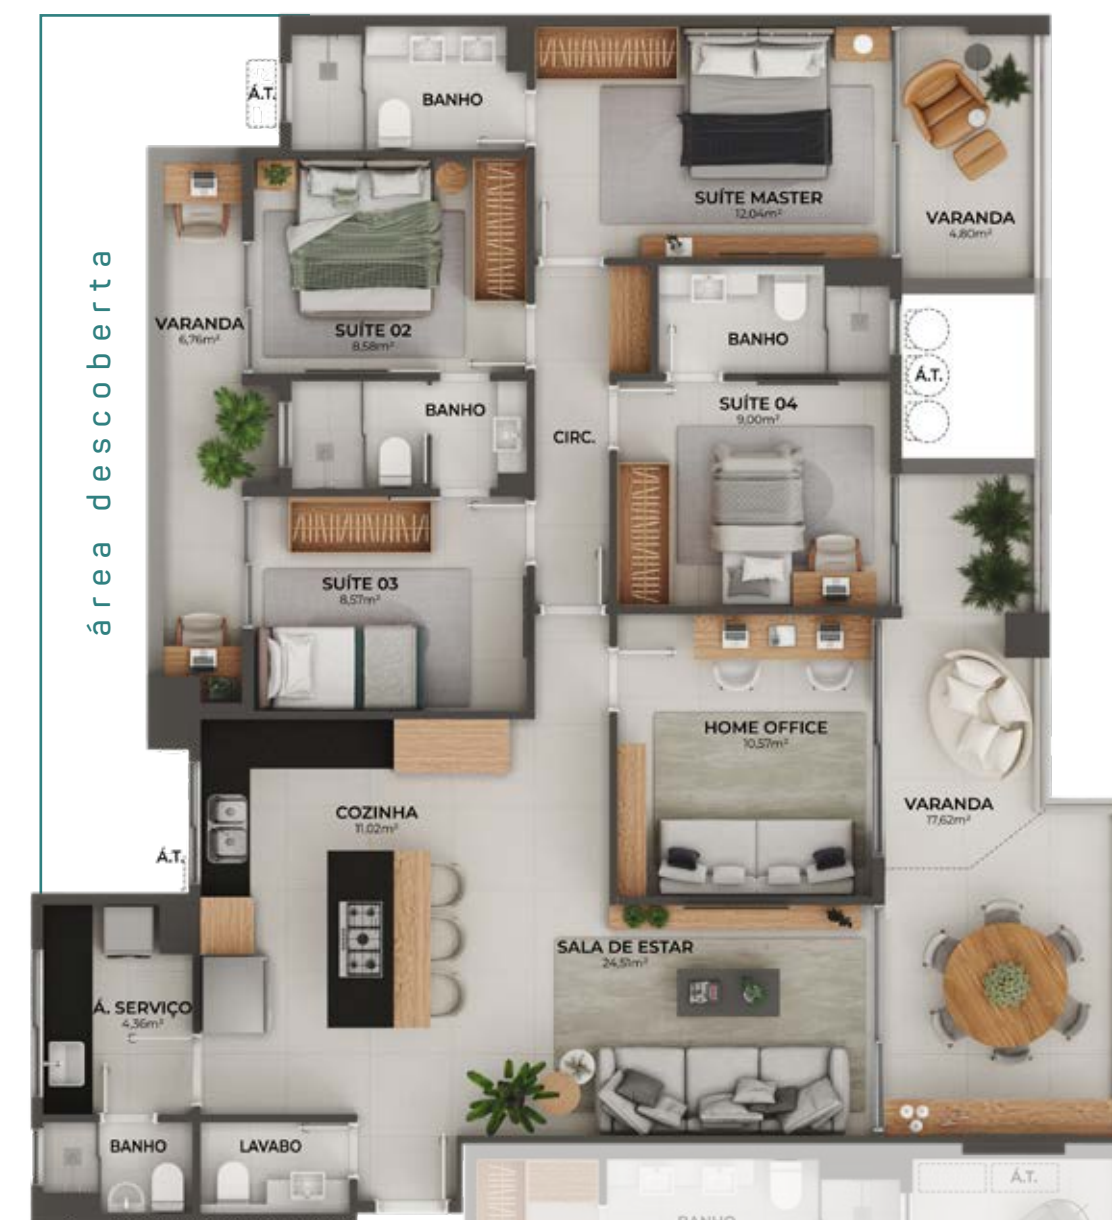 Á.T.
BANHO
SUÍTE MASTER
12,04m²
VARANDA
4,80m²
área descoberta
VARANDA
6,76m²
SUÍTE 02
8,58m²
BANHO
Á.T.
BANHO
SUÍTE 04
9,00m²
CIRC.
SUÍTE 03
8,57m²
HOME OFFICE
10,57m²
COZINHA
11,02m²
VARANDA
17,62m²
Á.T.
SALA DE ESTAR
24,51m²
Á. SERVIÇO
4,36m²
BANHO
LAVABO
Á.T.
BANHO